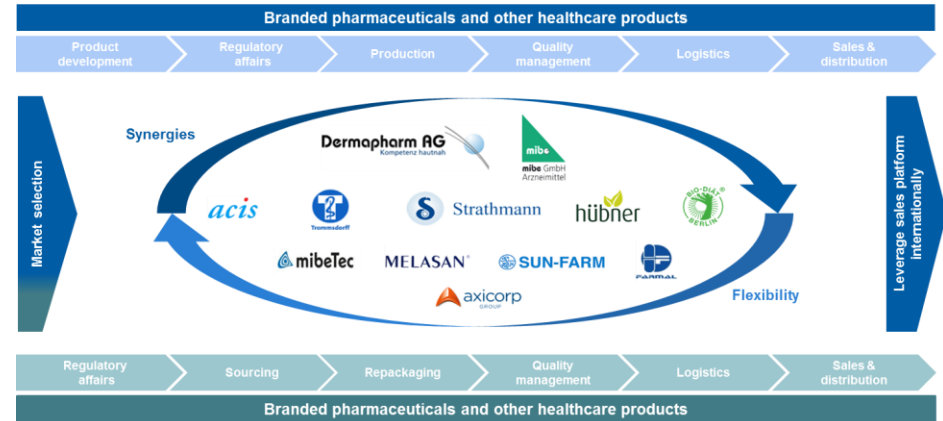 Branded pharmaceuticals and other healthcare products
Product
development
Regulatory
affairs
Production
Quality
management
Logistics
Sales &
distribution
Market selection
Synergies
Dermapharm AG
Kompetenz hautnah
mibe
mibe GmbH
Arzneimittel
acis
Trommsdorff
Strathmann
hübner
BIO-DIÄT
BERLIN
mibeTec
MELASAN®
SUN-FARM
FARMAL
axicorp
GROUP
Flexibility
Leverage sales platform
internationally
Regulatory
affairs
Sourcing
Repackaging
Quality
management
Logistics
Sales &
distribution
Branded pharmaceuticals and other healthcare products